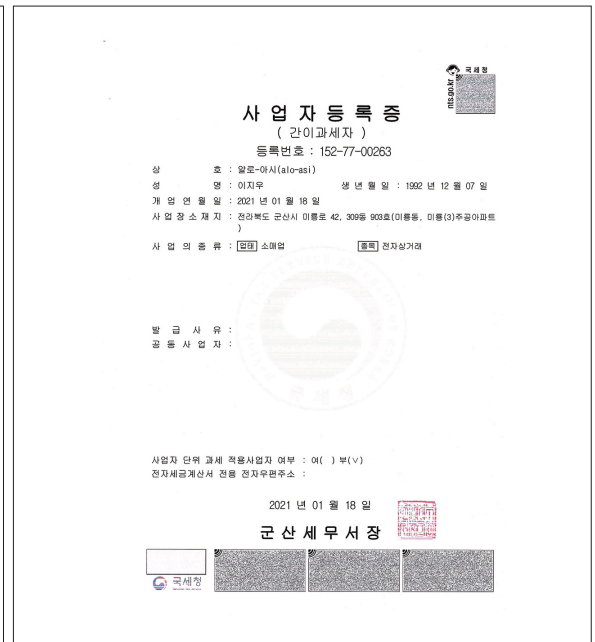 국세청
nts.go.kr
사업자등록증
( 간이과세자 )
등록번호 : 152-77-00263
상 호 : 알로-아시(alo-asi)
성 명 : 이지우 생 년 월 일 : 1992 년 12 월 07 일
개 업 연 월 일 : 2021 년 01 월 18 일
사 업 장 소 재 지 : 전라북도 군산시 미룡로 42, 309동 903호(미룡동, 미룡(3)주공아파트
)
사 업 의 종 류 : 업태 소매업 종목 전자상거래
발 급 사 유 :
공 동 사 업 자 :
사업자 단위 과세 적용사업자 여부 : 여( ) 부(∨)
전자세금계산서 전용 전자우편주소 :
2021 년 01 월 18 일
군산세무서장
국세청